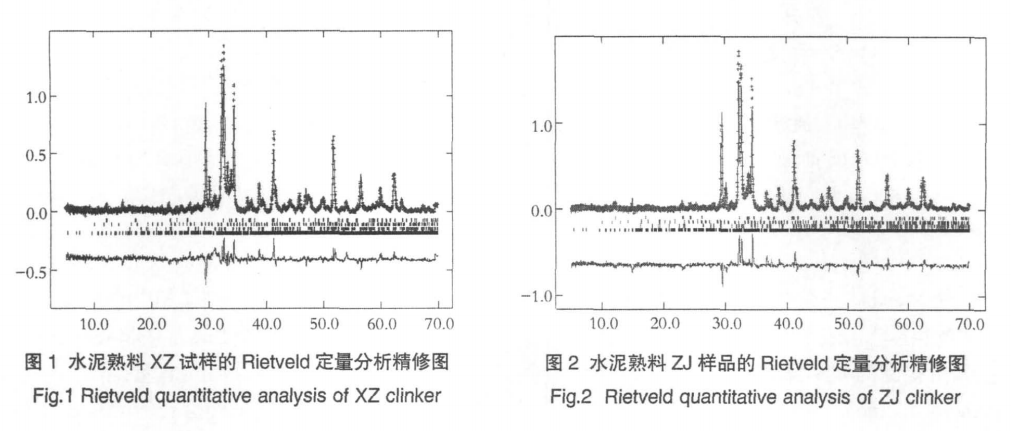 1.0
0.5
0.0
−0.5
10.0 20.0 30.0 40.0 50.0 60.0 70.0
图 1 水泥熟料 XZ 试样的 Rietveld 定量分析精修图
Fig.1 Rietveld quantitative analysis of XZ clinker
1.0
0.0
−1.0
10.0 20.0 30.0 40.0 50.0 60.0 70.0
图 2 水泥熟料 ZJ 样品的 Rietveld 定量分析精修图
Fig.2 Rietveld quantitative analysis of ZJ clinker